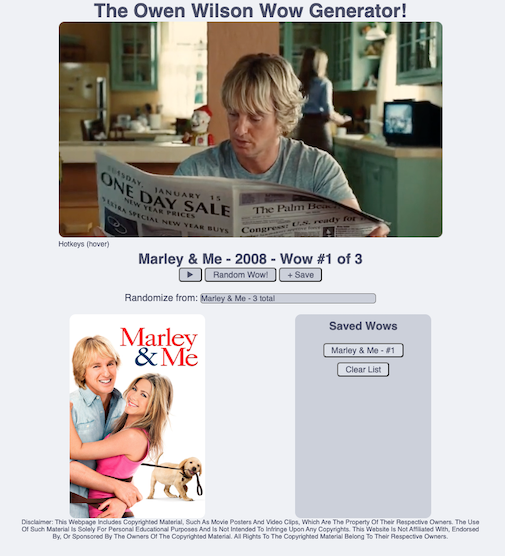 The Owen Wilson Wow Generator!
TUESDAY, JANUARY 15
ONE DAY SALE
NEW YEAR PRICES
EXTRA SPECIAL NEW YEAR BUYS
The Palm Beach
Congress: U.S. ready for
Hotkeys (hover)
Marley & Me - 2008 - Wow #1 of 3
Random Wow!
+ Save
Randomize from: Marley & Me - 3 total
Marley
& Me
Saved Wows
Marley & Me - #1
Clear List
Disclaimer: This Webpage Includes Copyrighted Material, Such As Movie Posters And Video Clips, Which Are The Property Of Their Respective Owners. The Use
Of Such Material Is Solely For Personal Educational Purposes And Is Not Intended To Infringe Upon Any Copyrights. This Website Is Not Affiliated With, Endorsed
By, Or Sponsored By The Owners Of The Copyrighted Material. All Rights To The Copyrighted Material Belong To Their Respective Owners.